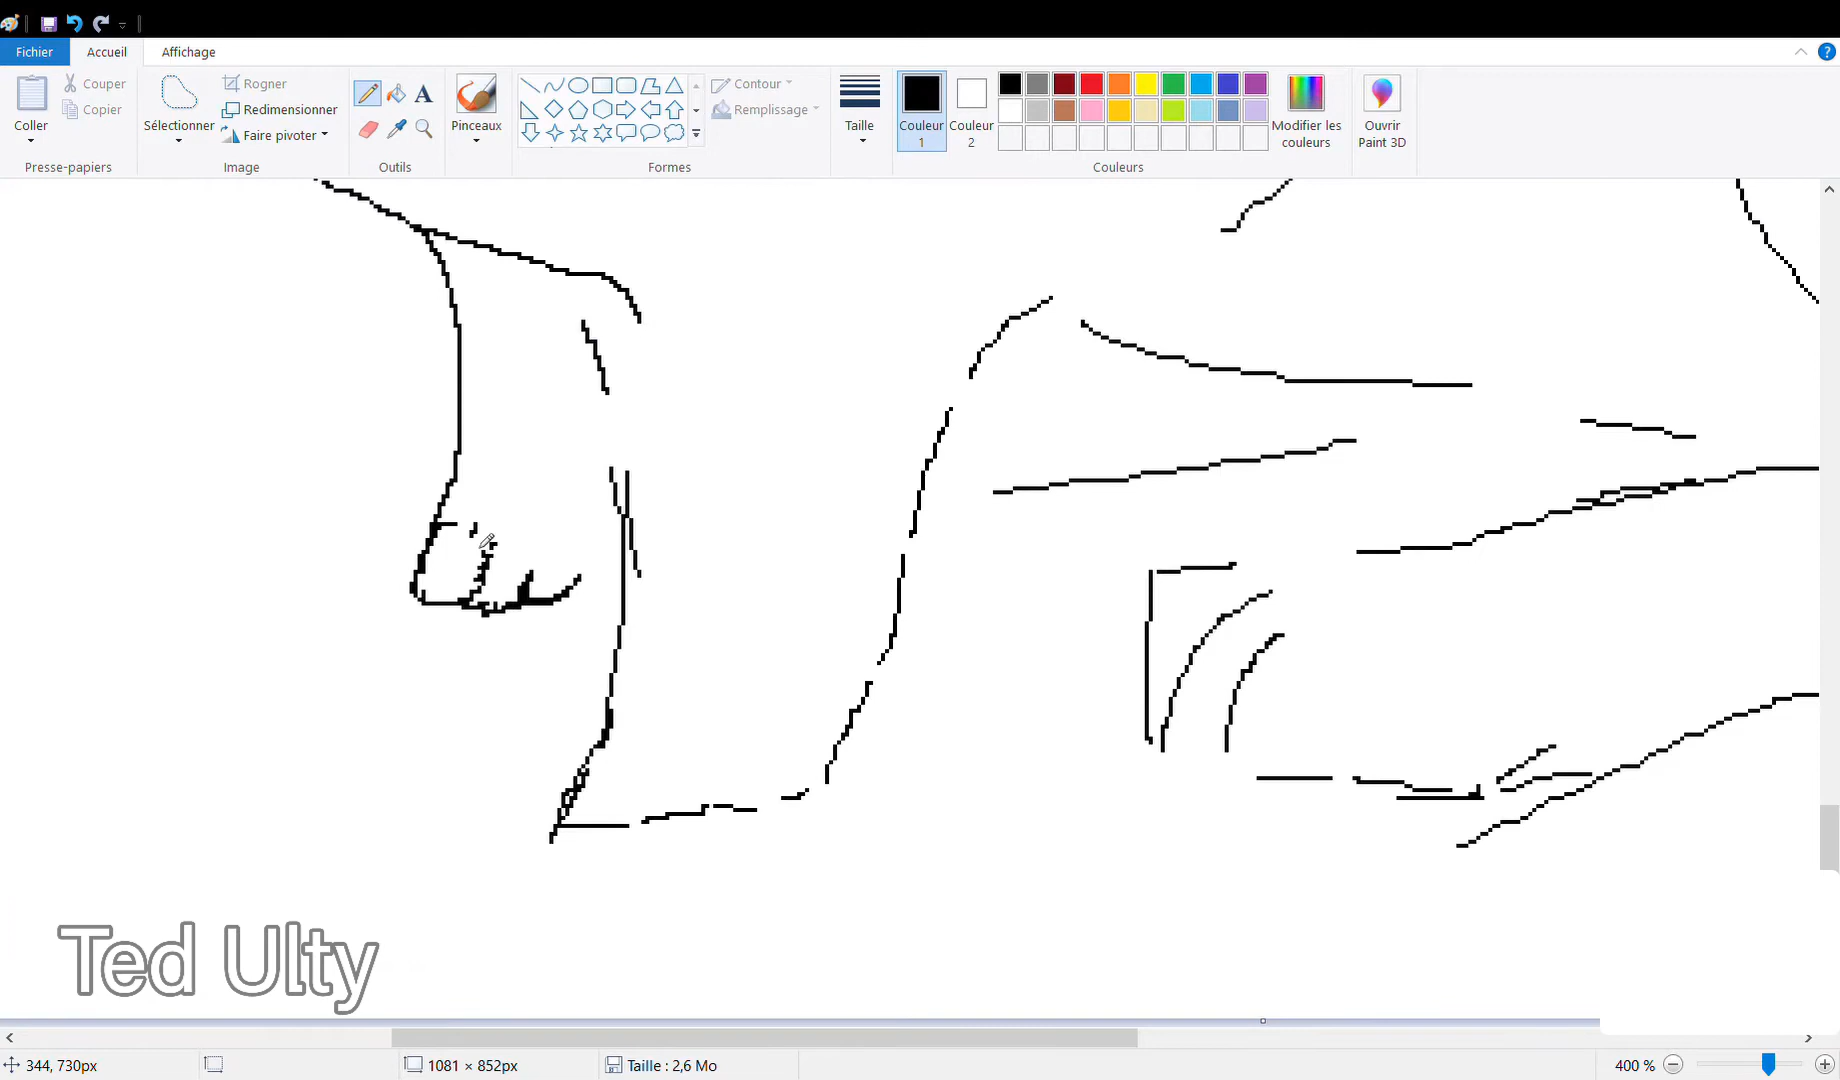 Fichier Accueil Affichage
Coller
Couper
Copier
Presse-papiers
Sélectionner
Rogner
Redimensionner
Faire pivoter
Image
A
Outils
Pinceaux
Contour
Remplissage
Formes
Taille
Couleur 1
Couleur 2
Modifier les couleurs
Couleurs
Ouvrir Paint 3D
?
Ted Ulty
344, 730px
1081 × 852px
Taille : 2,6 Mo
400 %